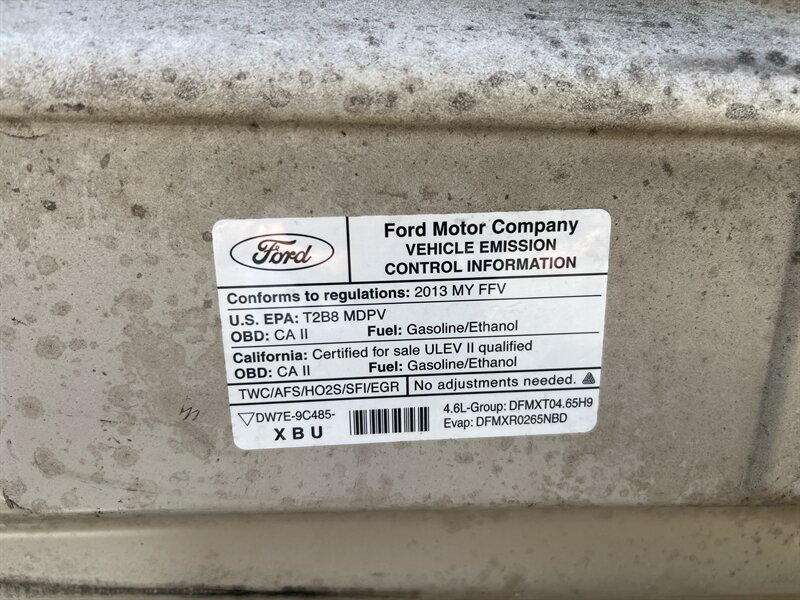 Ford
Ford Motor Company
VEHICLE EMISSION
CONTROL INFORMATION
Conforms to regulations: 2013 MY FFV
U.S. EPA: T2B8 MDPV
OBD: CA II Fuel: Gasoline/Ethanol
California: Certified for sale ULEV II qualified
OBD: CA II Fuel: Gasoline/Ethanol
TWC/AFS/HO2S/SFI/EGR No adjustments needed.
DW7E-9C485-
XBU
4.6L-Group: DFMXT04.65H9
Evap: DFMXR0265NBD